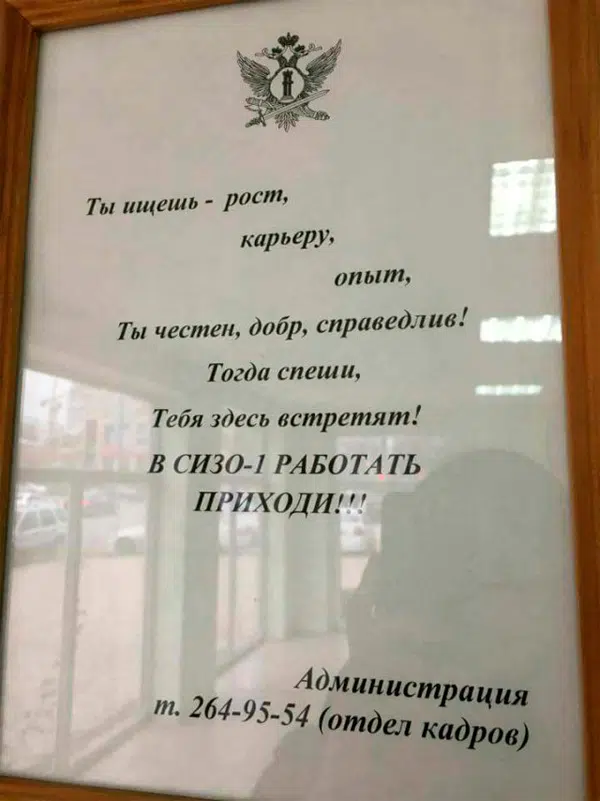 Ты ищешь - рост,
карьеру,
опыт,
Ты честен, добр, справедлив!
Тогда спеши,
Тебя здесь встретят!
В СИЗО-1 РАБОТАТЬ
ПРИХОДИ!!!
Администрация
т. 264-95-54 (отдел кадров)